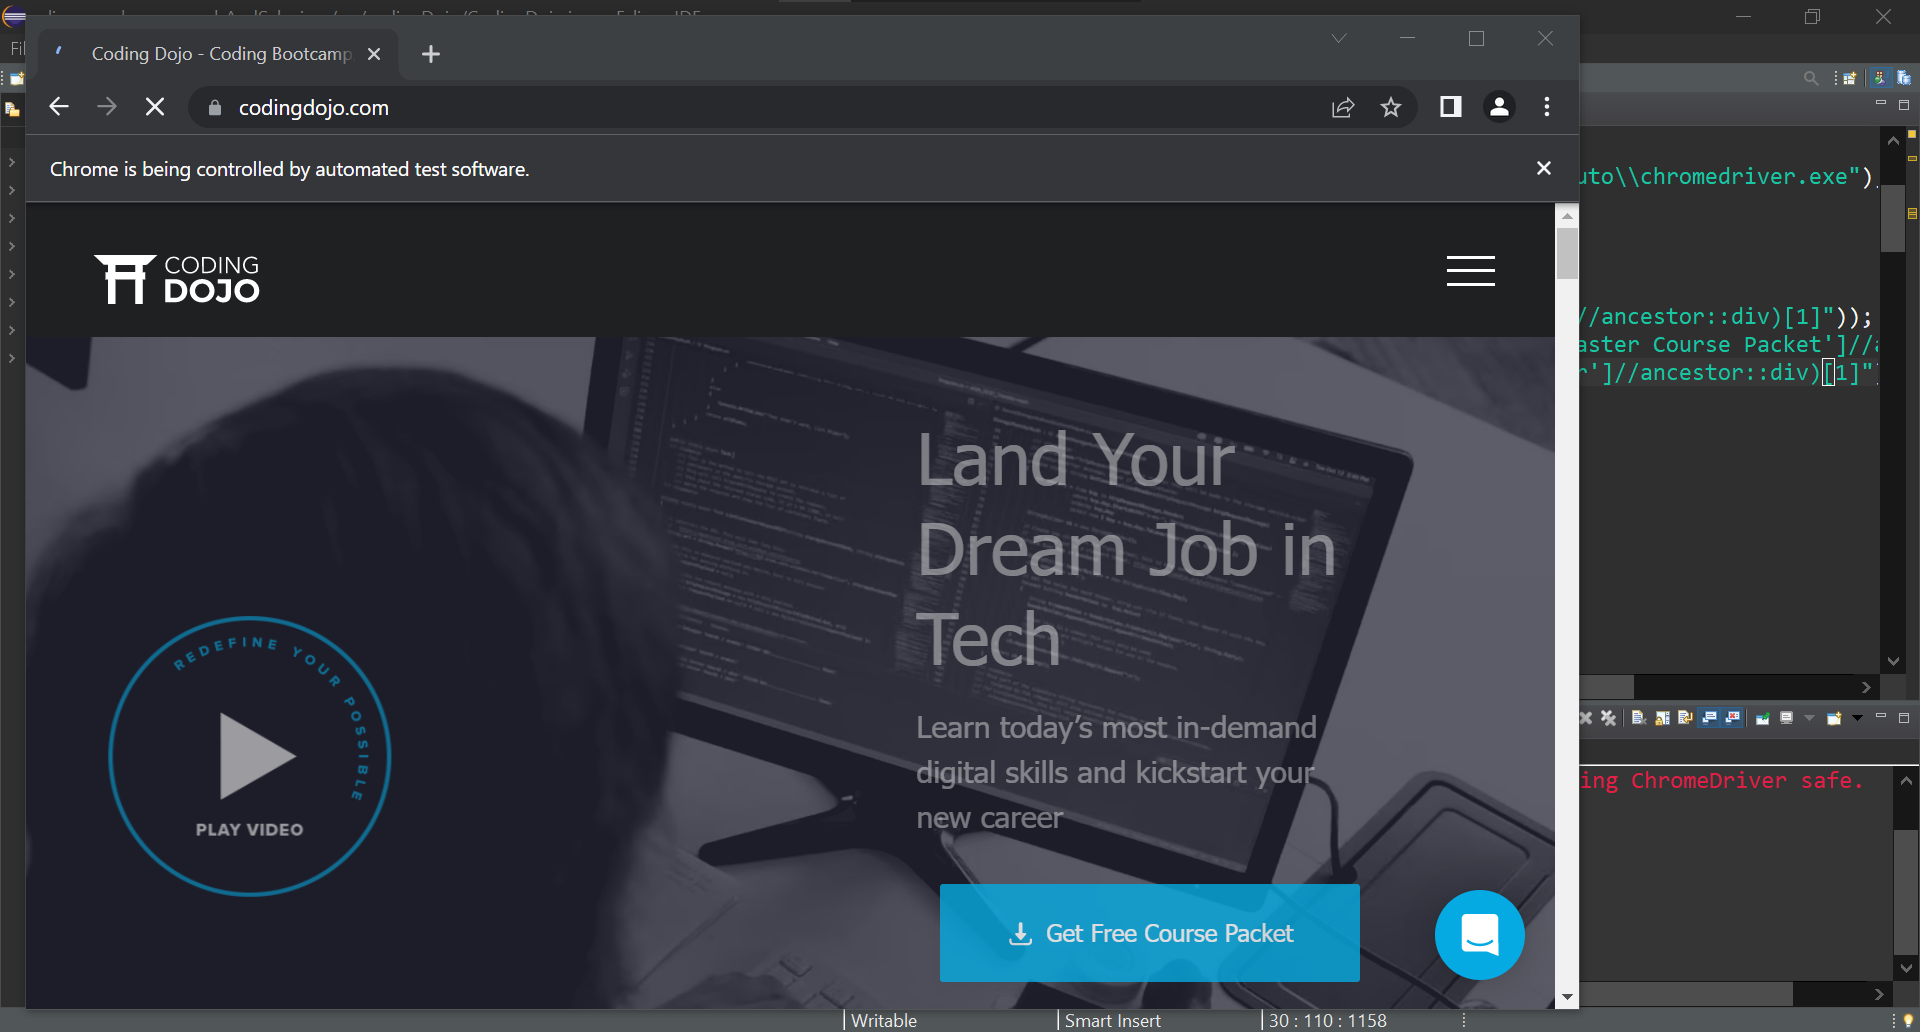 Coding Dojo - Coding Bootcamp
codingdojo.com
Chrome is being controlled by automated test software.
CODING
DOJO
Land Your
Dream Job in
Tech
Learn today’s most in-demand
digital skills and kickstart your
new career
Get Free Course Packet
REDEFINE YOUR POSSIBLE
PLAY VIDEO
uto\\chromedriver.exe")
//ancestor::div)[1]"));
aster Course Packet']//
r']//ancestor::div)[1]"
ing ChromeDriver safe.
Writable
Smart Insert
30 : 110 : 1158